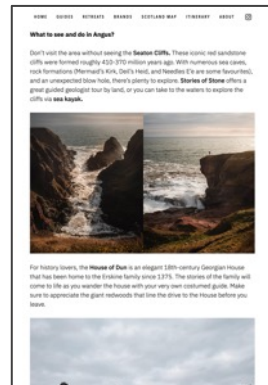 HOME GUIDES RETREATS BRANDS SCOTLAND MAP ITINERARY ABOUT
What to see and do in Angus?
Don't visit the area without seeing the Seaton Cliffs. These iconic red sandstone
cliffs were formed roughly 410-370 million years ago. With numerous sea caves,
rock formations (Mermaid's Kirk, Deil's Heid, and Needles E'e are some favourites),
and an unexpected blow hole, there's plenty to explore. Stories of Stone offers a
great guided geologist tour by land, or you can take to the waters to explore the
cliffs via sea kayak.
For history lovers, the House of Dun is an elegant 18th-century Georgian House
that has been home to the Erskine family since 1375. The stories of the family will
come to life as you wander the house with your very own costumed guide. Make
sure to appreciate the giant redwoods that line the drive to the House before you
leave.